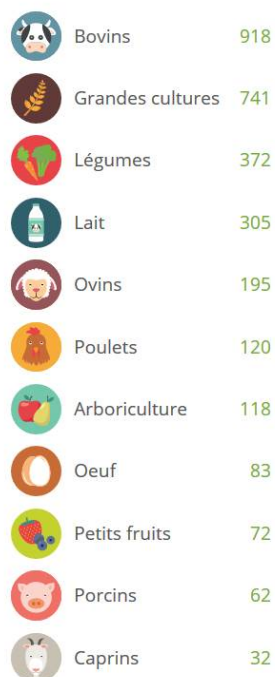 Bovins 918
Grandes cultures 741
Légumes 372
Lait 305
Ovins 195
Poulets 120
Arboriculture 118
Oeuf 83
Petits fruits 72
Porcins 62
Caprins 32